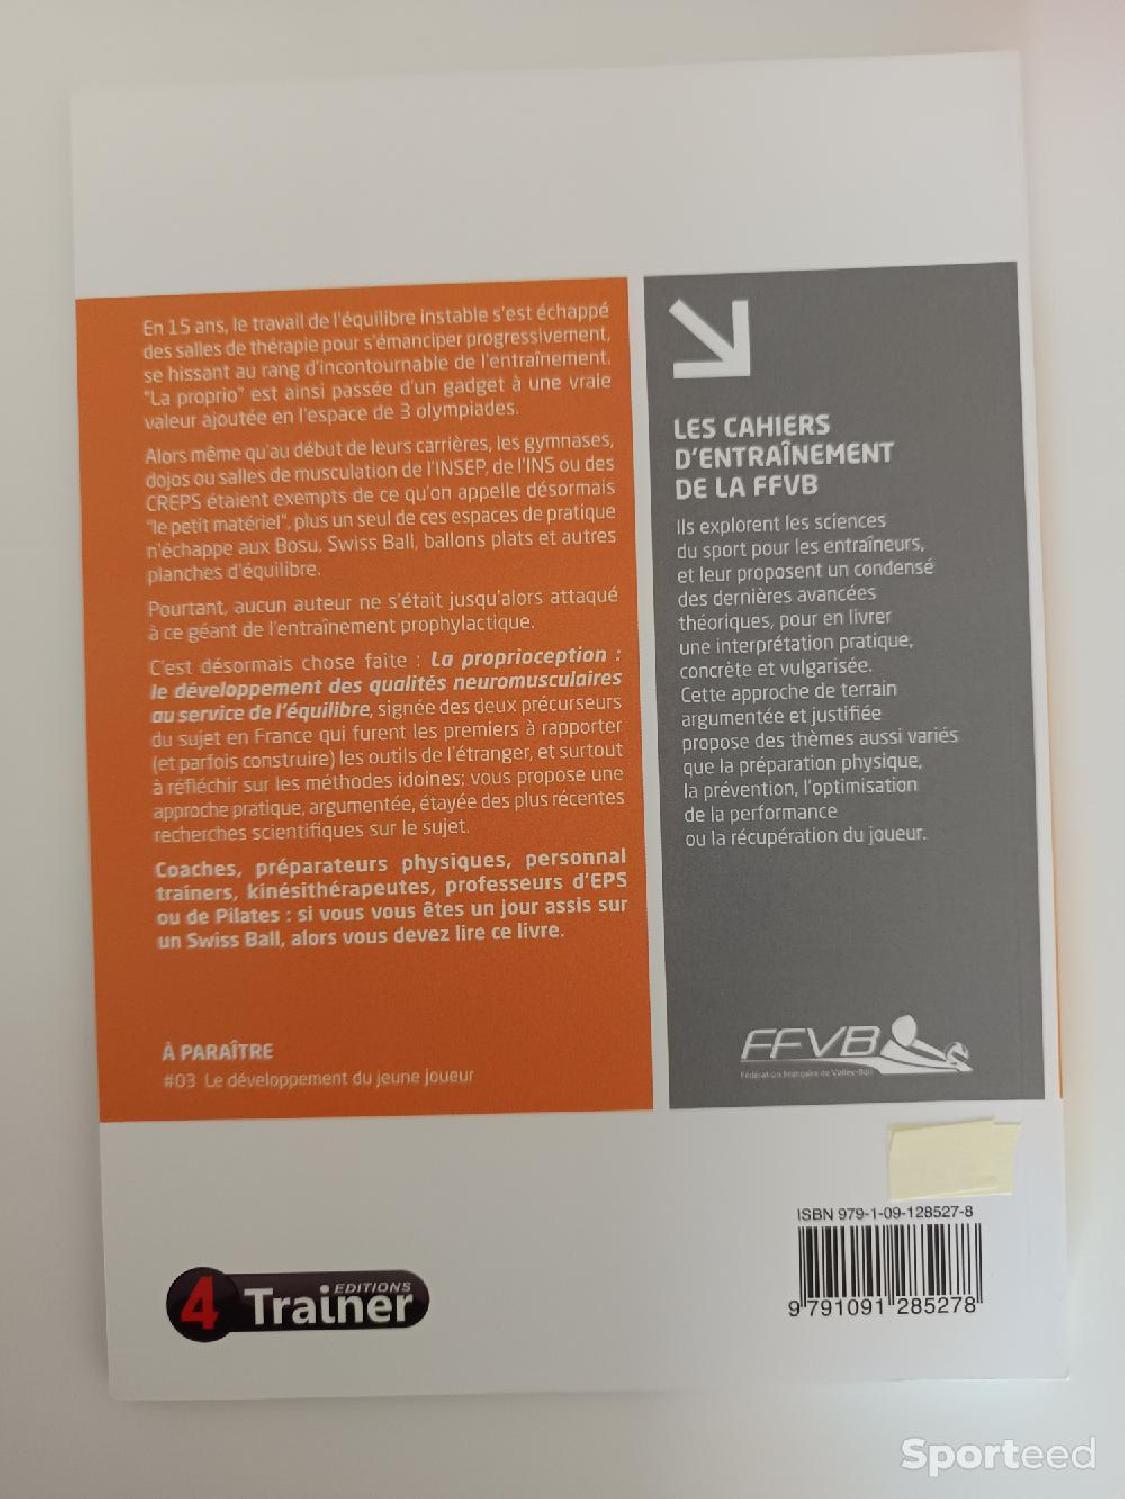 En 15 ans, le travail de l'équilibre instable s'est échappé
des salles de thérapie pour s'émanciper progressivement,
se hissant au rang d'incontournable de l'entraînement.
"La proprio" est ainsi passée d'un gadget à une vraie
valeur ajoutée en l'espace de 3 olympiades.
Alors même qu'au début de leurs carrières, les gymnases,
dojos ou salles de musculation de l'INSEP, de l'INS ou des
CREPS étaient exempts de ce qu'on appelle désormais
"le petit matériel", plus un seul de ces espaces de pratique
n'échappe aux Bosu, Swiss Ball, ballons plats et autres
planches d'équilibre.
Pourtant, aucun auteur ne s'était jusqu'alors attaqué
à ce géant de l'entraînement prophylactique.
C'est désormais chose faite : La proprioception :
le développement des qualités neuromusculaires
au service de l'équilibre, signée des deux précurseurs
du sujet en France qui furent les premiers à rapporter
(et parfois construire) les outils de l'étranger, et surtout
à réfléchir sur les méthodes idoines; vous propose une
approche pratique, argumentée, étayée des plus récentes
recherches scientifiques sur le sujet.
Coaches, préparateurs physiques, personnal
traîners, kinésithérapeutes, professeurs d'EPS
ou de Pilates : si vous vous êtes un jour assis sur
un Swiss Ball, alors vous devez lire ce livre.
À PARAÎTRE
#03 Le développement du jeune joueur
LES CAHIERS
D'ENTRAÎNEMENT
DE LA FFVB
Ils explorent les sciences
du sport pour les entraîneurs,
et leur proposent un condensé
des dernières avancées
théoriques, pour en livrer
une interprétation pratique,
concrète et vulgarisée.
Cette approche de terrain
argumentée et justifiée
propose des thèmes aussi variés
que la préparation physique,
la prévention, l'optimisation
de la performance
ou la récupération du joueur.
FFVB
Fédération Française de Volley-Ball
ISBN 979-1-09-128527-8
9 791091 285278
4 Trainer
EDITIONS
Sporteed